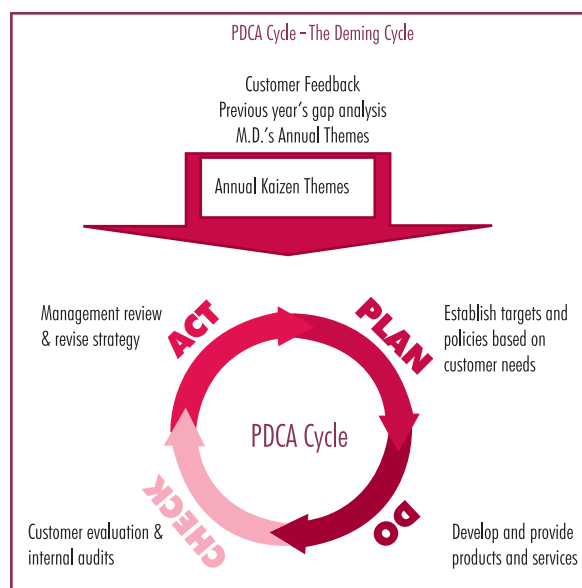 PDCA Cycle – The Deming Cycle
Customer Feedback
Previous year's gap analysis
M.D.'s Annual Themes
Annual Kaizen Themes
Management review
& revise strategy
ACT
PLAN
Establish targets and
policies based on
customer needs
PDCA Cycle
Customer evaluation &
internal audits
CHECK
DO
Develop and provide
products and services